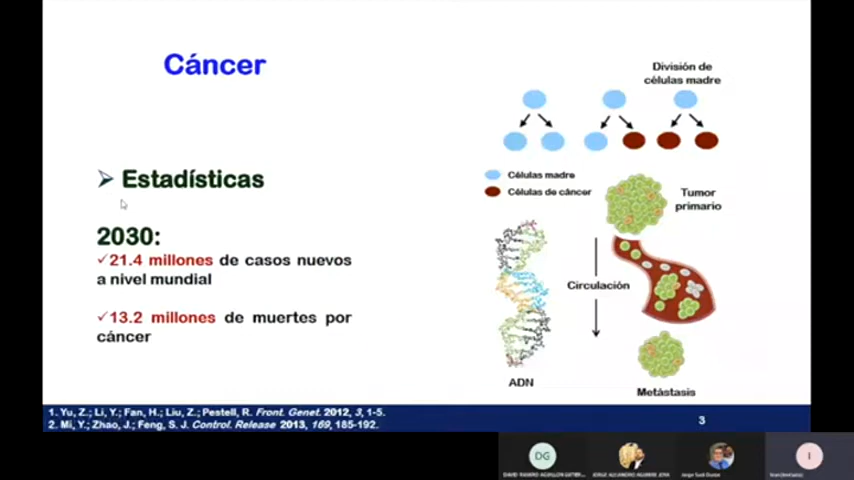 Cáncer
División de
células madre
➢ Estadísticas
Células madre
Células de cáncer
Tumor
primario
2030:
✓21.4 millones de casos nuevos
a nivel mundial
Circulación
✓13.2 millones de muertes por
cáncer
ADN
Metástasis
1. Yu, Z.; Li, Y.; Fan, H.; Liu, Z.; Pestell, R. Front. Genet. 2012, 3, 1-5.
2. Mi, Y.; Zhao, J.; Feng, S. J. Control. Release 2013, 169, 185-192.
3
DG
I